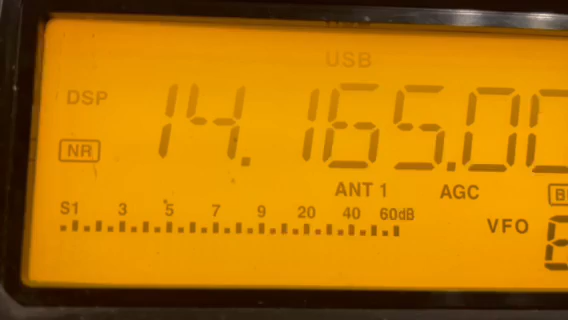 USB
DSP
14.165.00
NR
ANT 1 AGC
S1 3 5 7 9 20 40 60dB
VFO